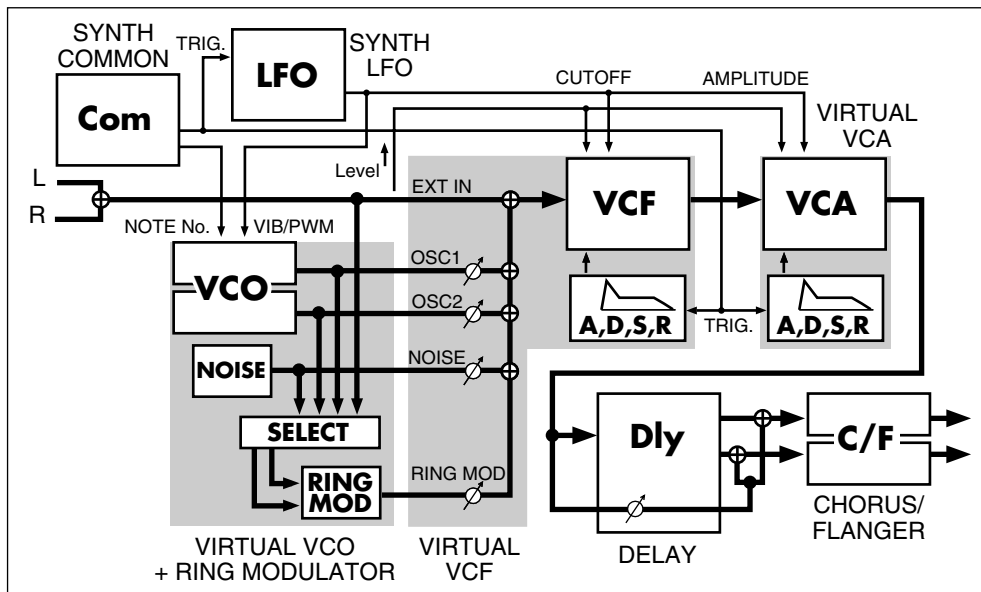 SYNTH
COMMON
TRIG.
LFO
SYNTH
LFO
CUTOFF
AMPLITUDE
Com
VIRTUAL
VCA
Level
L
R
EXT IN
VCF
VCA
NOTE No.
VIB/PWM
OSC1
VCO
OSC2
A,D,S,R
TRIG.
A,D,S,R
NOISE
NOISE
SELECT
Dly
C/F
RING
MOD
RING MOD
CHORUS/
FLANGER
VIRTUAL VCO
+ RING MODULATOR
VIRTUAL
VCF
DELAY